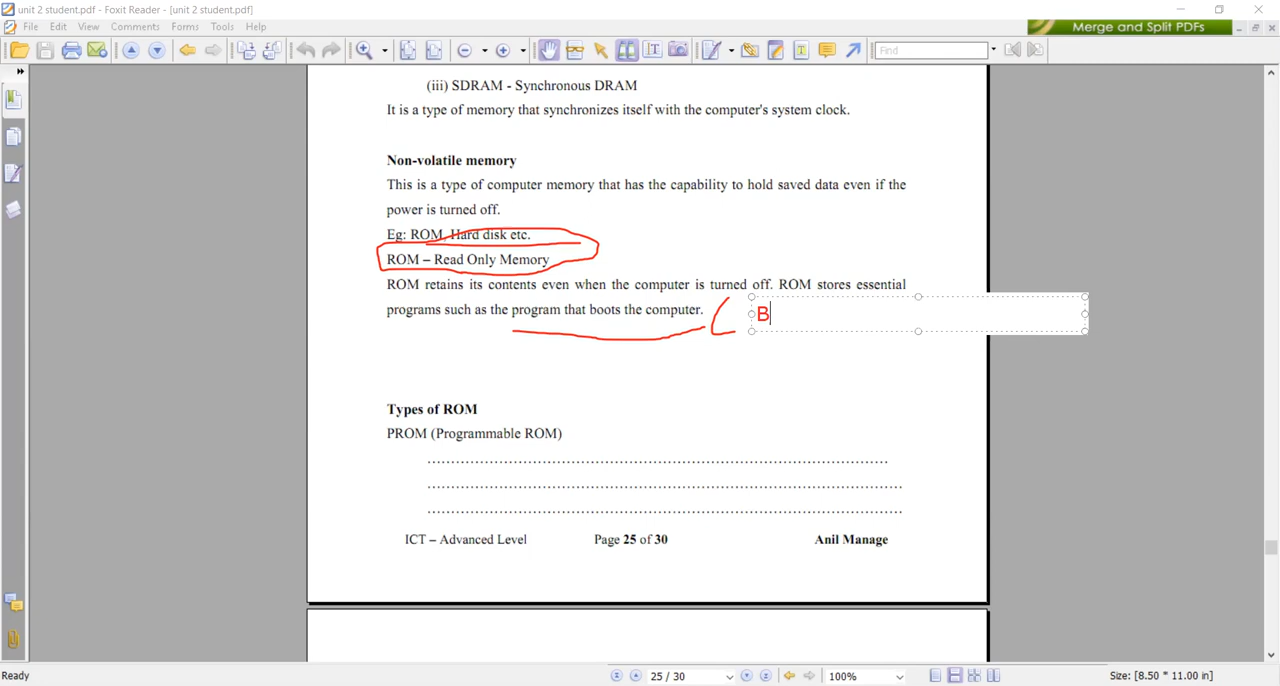 unit 2 student.pdf - Foxit Reader - [unit 2 student.pdf]
File Edit View Comments Forms Tools Help
Merge and Split PDFs
Find
(iii) SDRAM - Synchronous DRAM
It is a type of memory that synchronizes itself with the computer's system clock.
Non-volatile memory
This is a type of computer memory that has the capability to hold saved data even if the
power is turned off.
Eg: ROM, Hard disk etc.
ROM – Read Only Memory
ROM retains its contents even when the computer is turned off. ROM stores essential
programs such as the program that boots the computer.
B
Types of ROM
PROM (Programmable ROM)
................................................................................................
....................................................................................................
....................................................................................................
ICT – Advanced Level Page 25 of 30 Anil Manage
Ready 25 / 30 100% Size: [8.50 * 11.00 in]